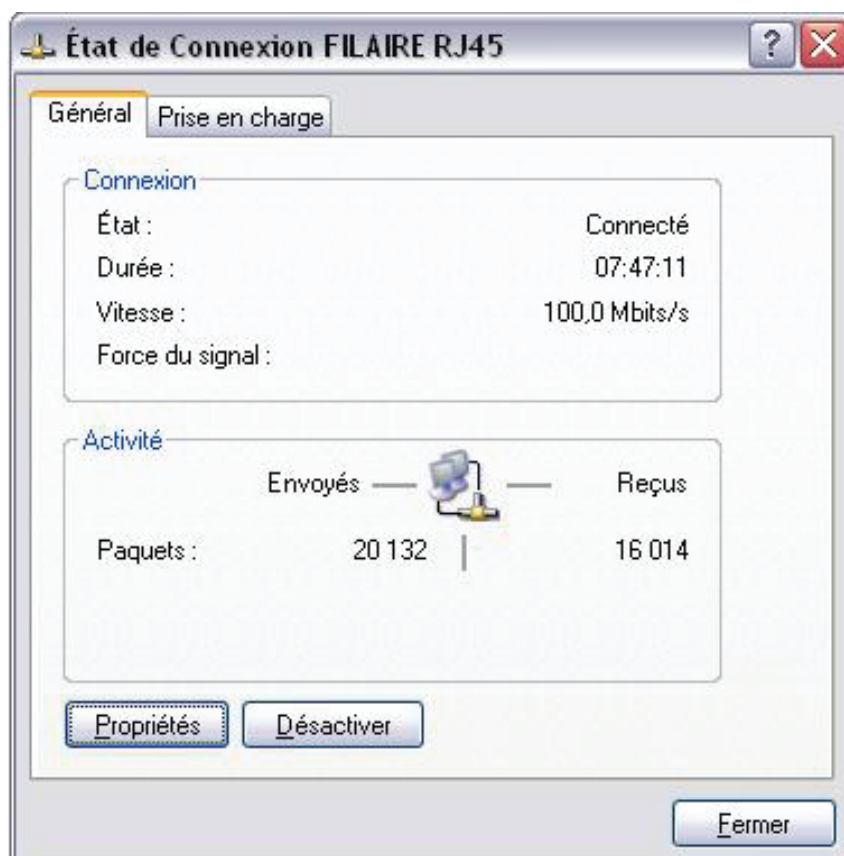 État de Connexion FILAIRE RJ45
Général Prise en charge
Connexion
État : Connecté
Durée : 07:47:11
Vitesse : 100,0 Mbits/s
Force du signal :
Activité
Envoyés Reçus
Paquets : 20 132 16 014
Propriétés Désactiver
Fermer